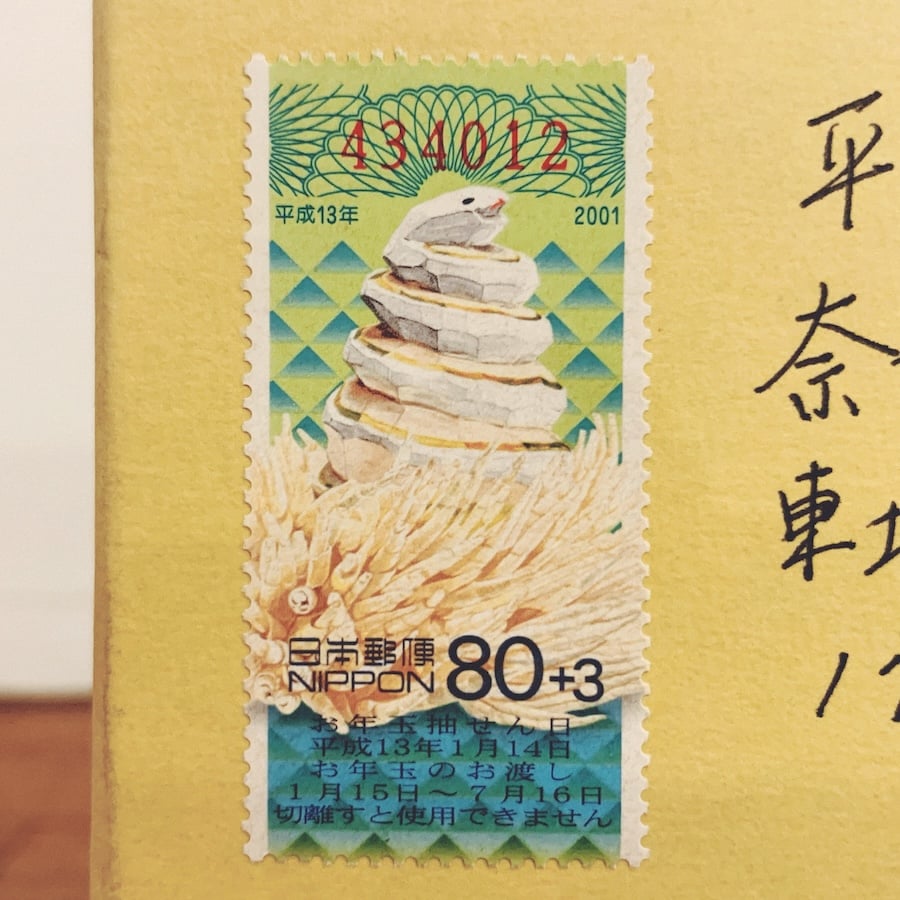 434012
平成13年 2001
日本郵便 80+3
NIPPON
お年玉抽せん日
平成13年1月14日
お年玉のお渡し
1月15日～7月16日
切離すと使用できません
平
奈
東